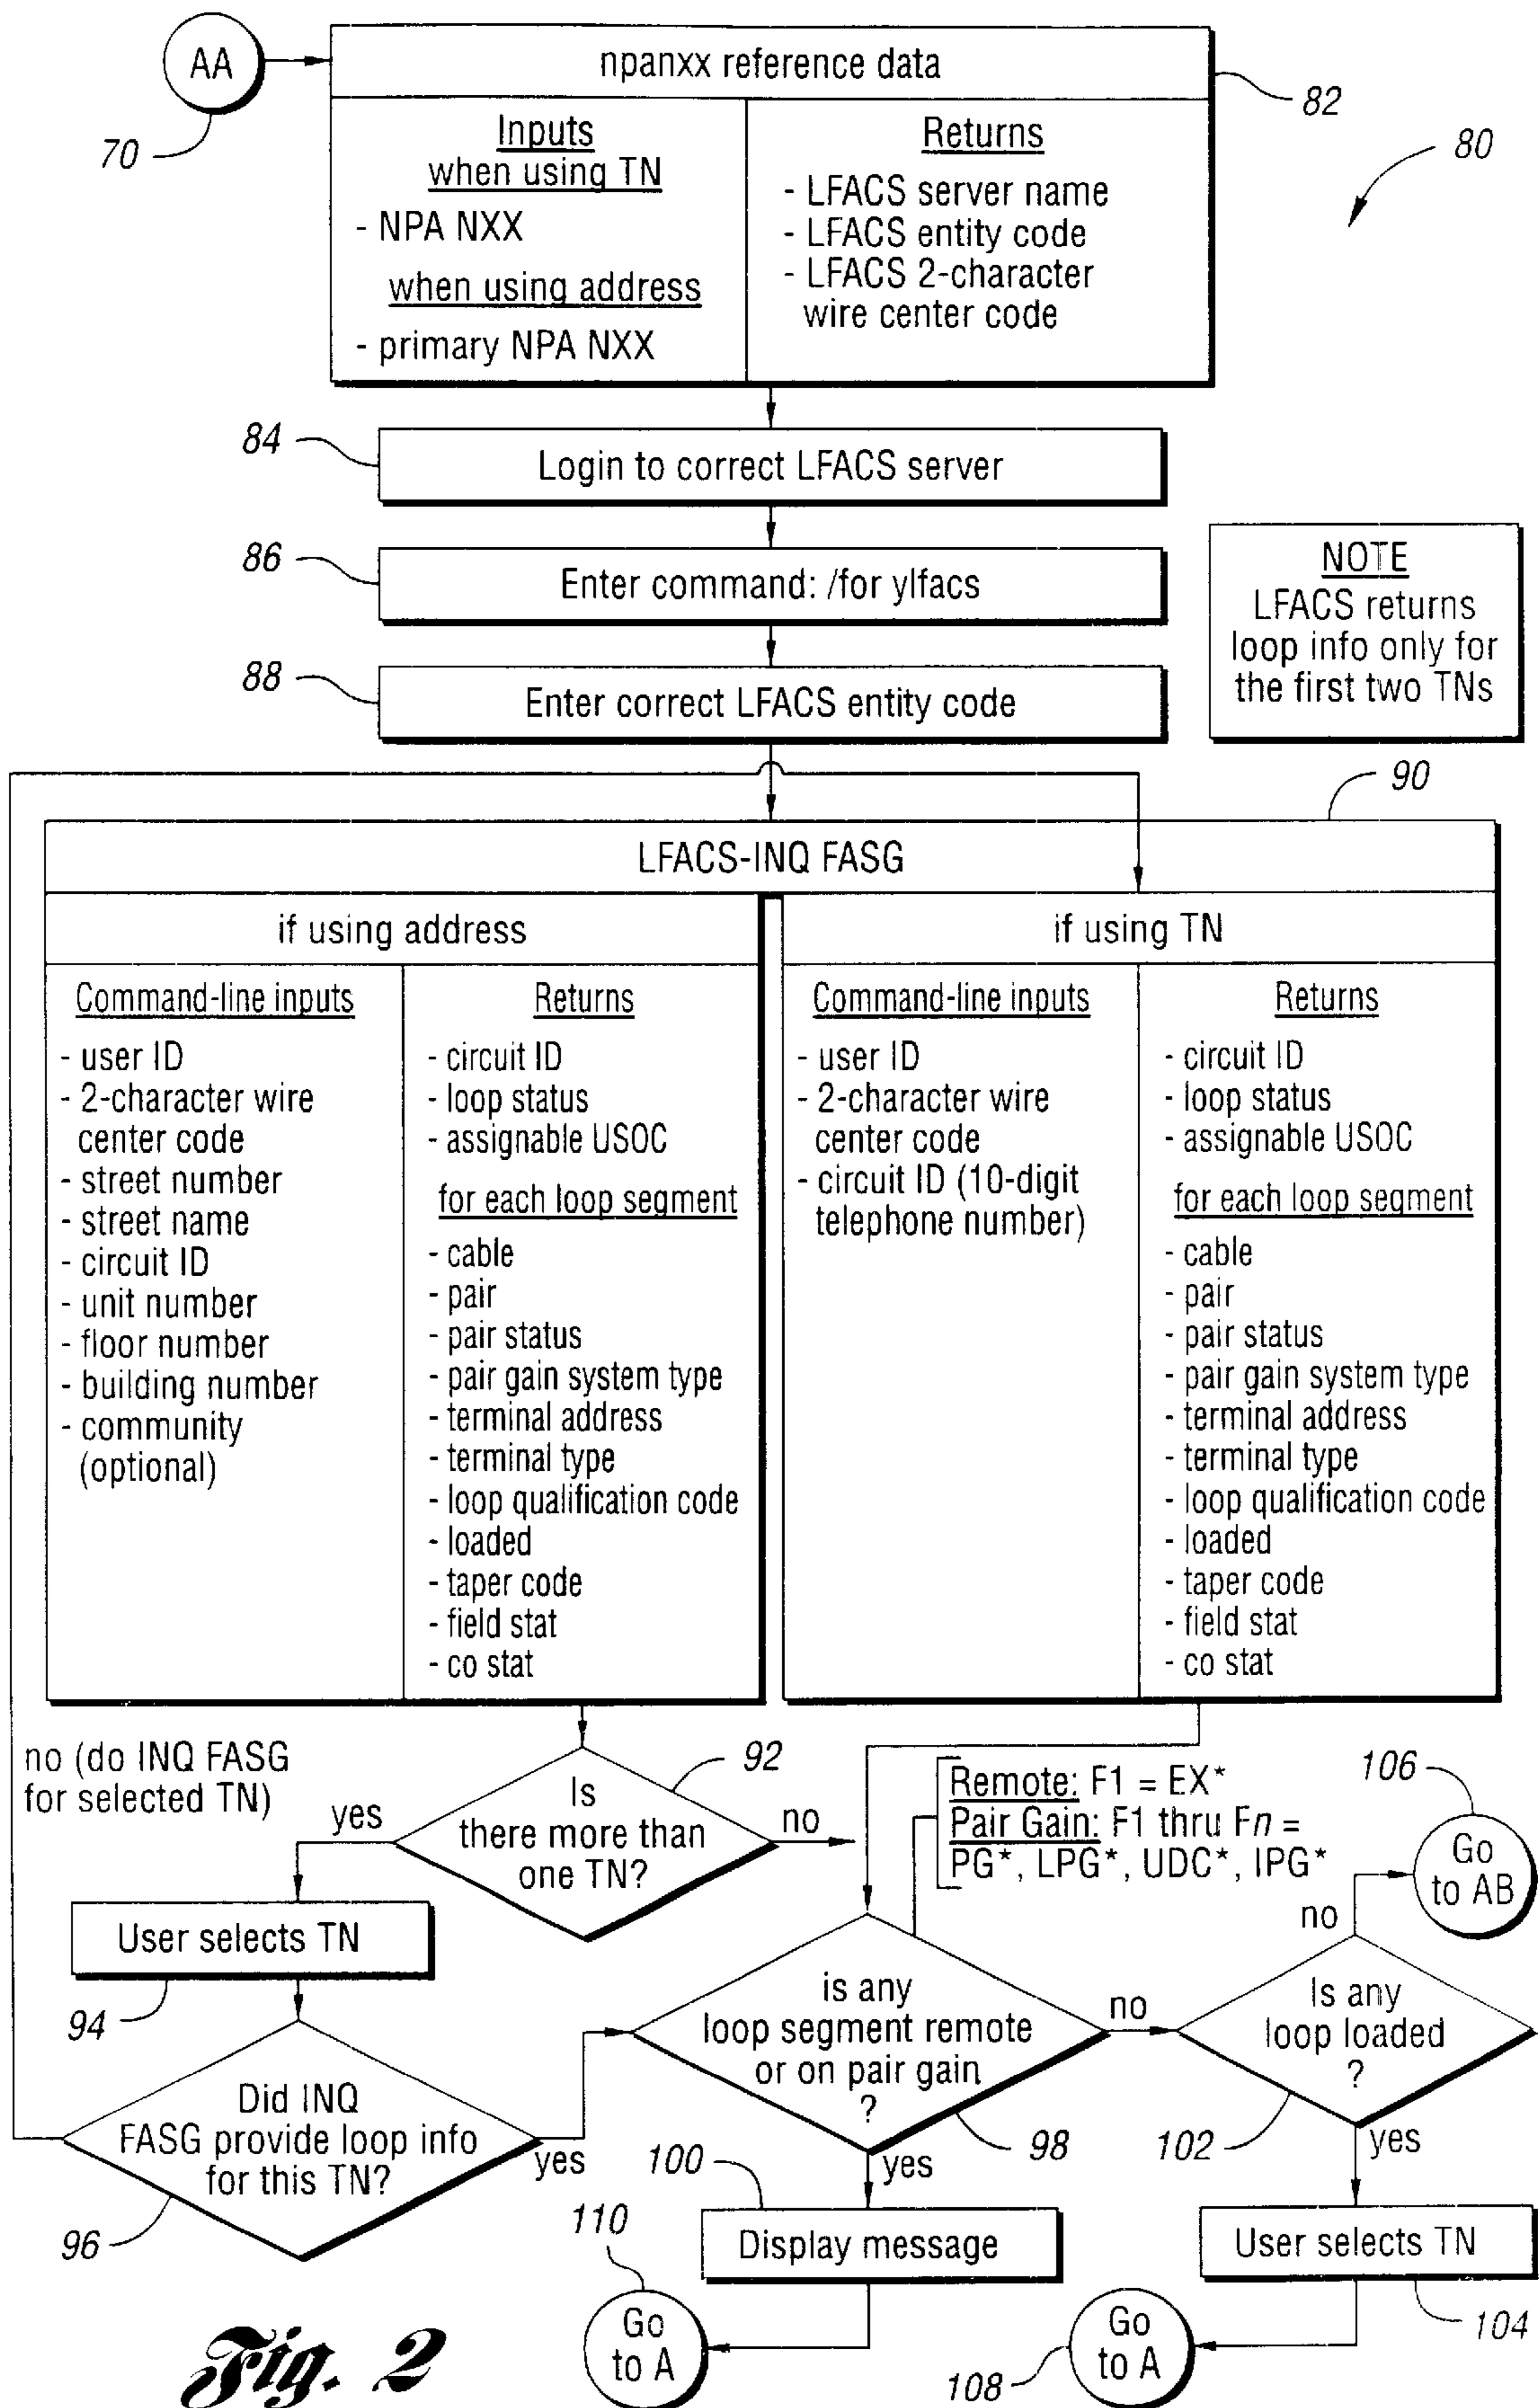 AA
70
npanxx reference data
82
80
Inputs
when using TN
- NPA NXX
when using address
- primary NPA NXX
Returns
- LFACS server name
- LFACS entity code
- LFACS 2-character
wire center code
84
Login to correct LFACS server
86
Enter command: /for ylfacs
88
Enter correct LFACS entity code
NOTE
LFACS returns
loop info only for
the first two TNs
90
LFACS-INQ FASG
if using address
Command-line inputs
- user ID
- 2-character wire
center code
- street number
- street name
- circuit ID
- unit number
- floor number
- building number
- community
(optional)
Returns
- circuit ID
- loop status
- assignable USOC
for each loop segment
- cable
- pair
- pair status
- pair gain system type
- terminal address
- terminal type
- loop qualification code
- loaded
- taper code
- field stat
- co stat
if using TN
Command-line inputs
- user ID
- 2-character wire
center code
- circuit ID (10-digit
telephone number)
Returns
- circuit ID
- loop status
- assignable USOC
for each loop segment
- cable
- pair
- pair status
- pair gain system type
- terminal address
- terminal type
- loop qualification code
- loaded
- taper code
- field stat
- co stat
no (do INQ FASG
for selected TN)
92
Is
there more than
one TN?
yes
no
Remote: F1 = EX*
Pair Gain: F1 thru Fn =
PG*, LPG*, UDC*, IPG*
106
Go
to AB
no
User selects TN
94
is any
loop segment remote
or on pair gain
?
no
98
yes
Is any
loop loaded
?
102
yes
Did INQ
FASG provide loop info
for this TN?
yes
96
100
Display message
110
Go
to A
User selects TN
104
Go
to A
108
Fig. 2